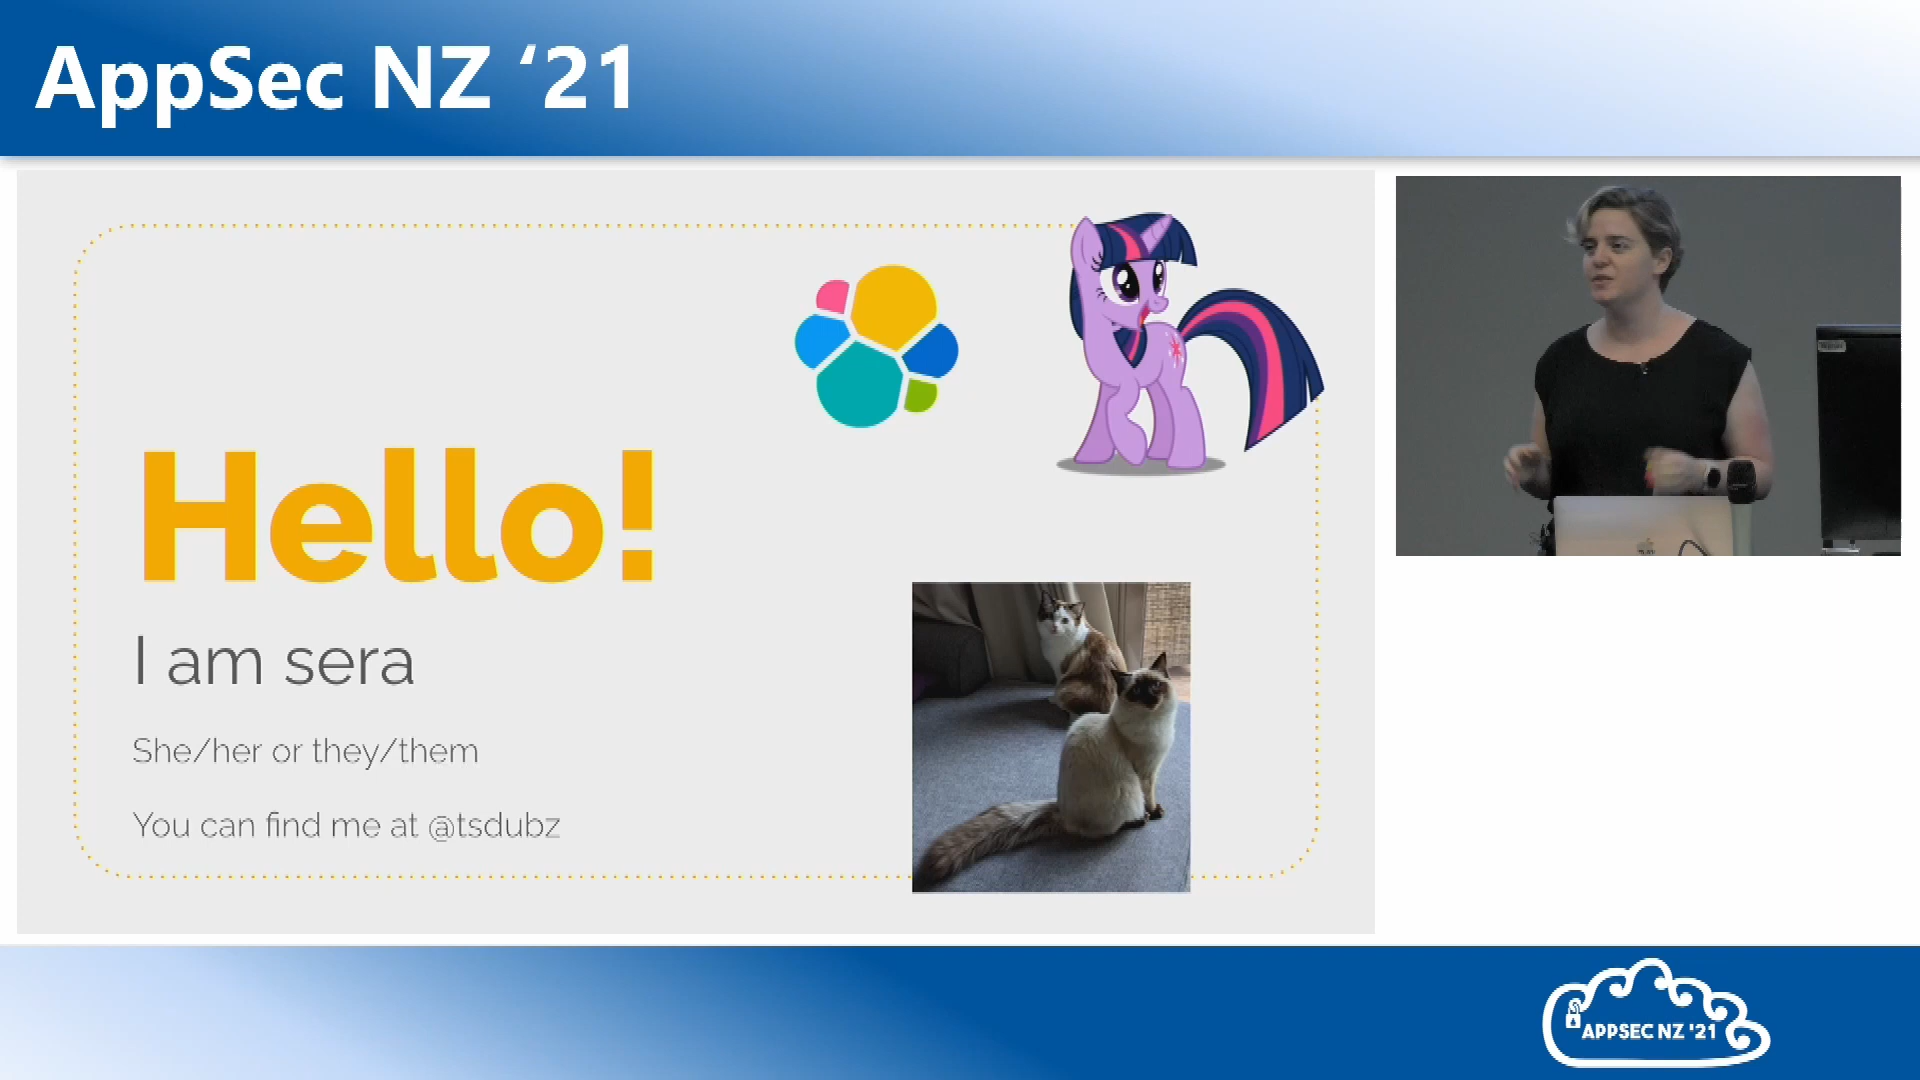 AppSec NZ ‘21
Hello!
I am sera
She/her or they/them
You can find me at @tsdubz
APPSEC NZ '21